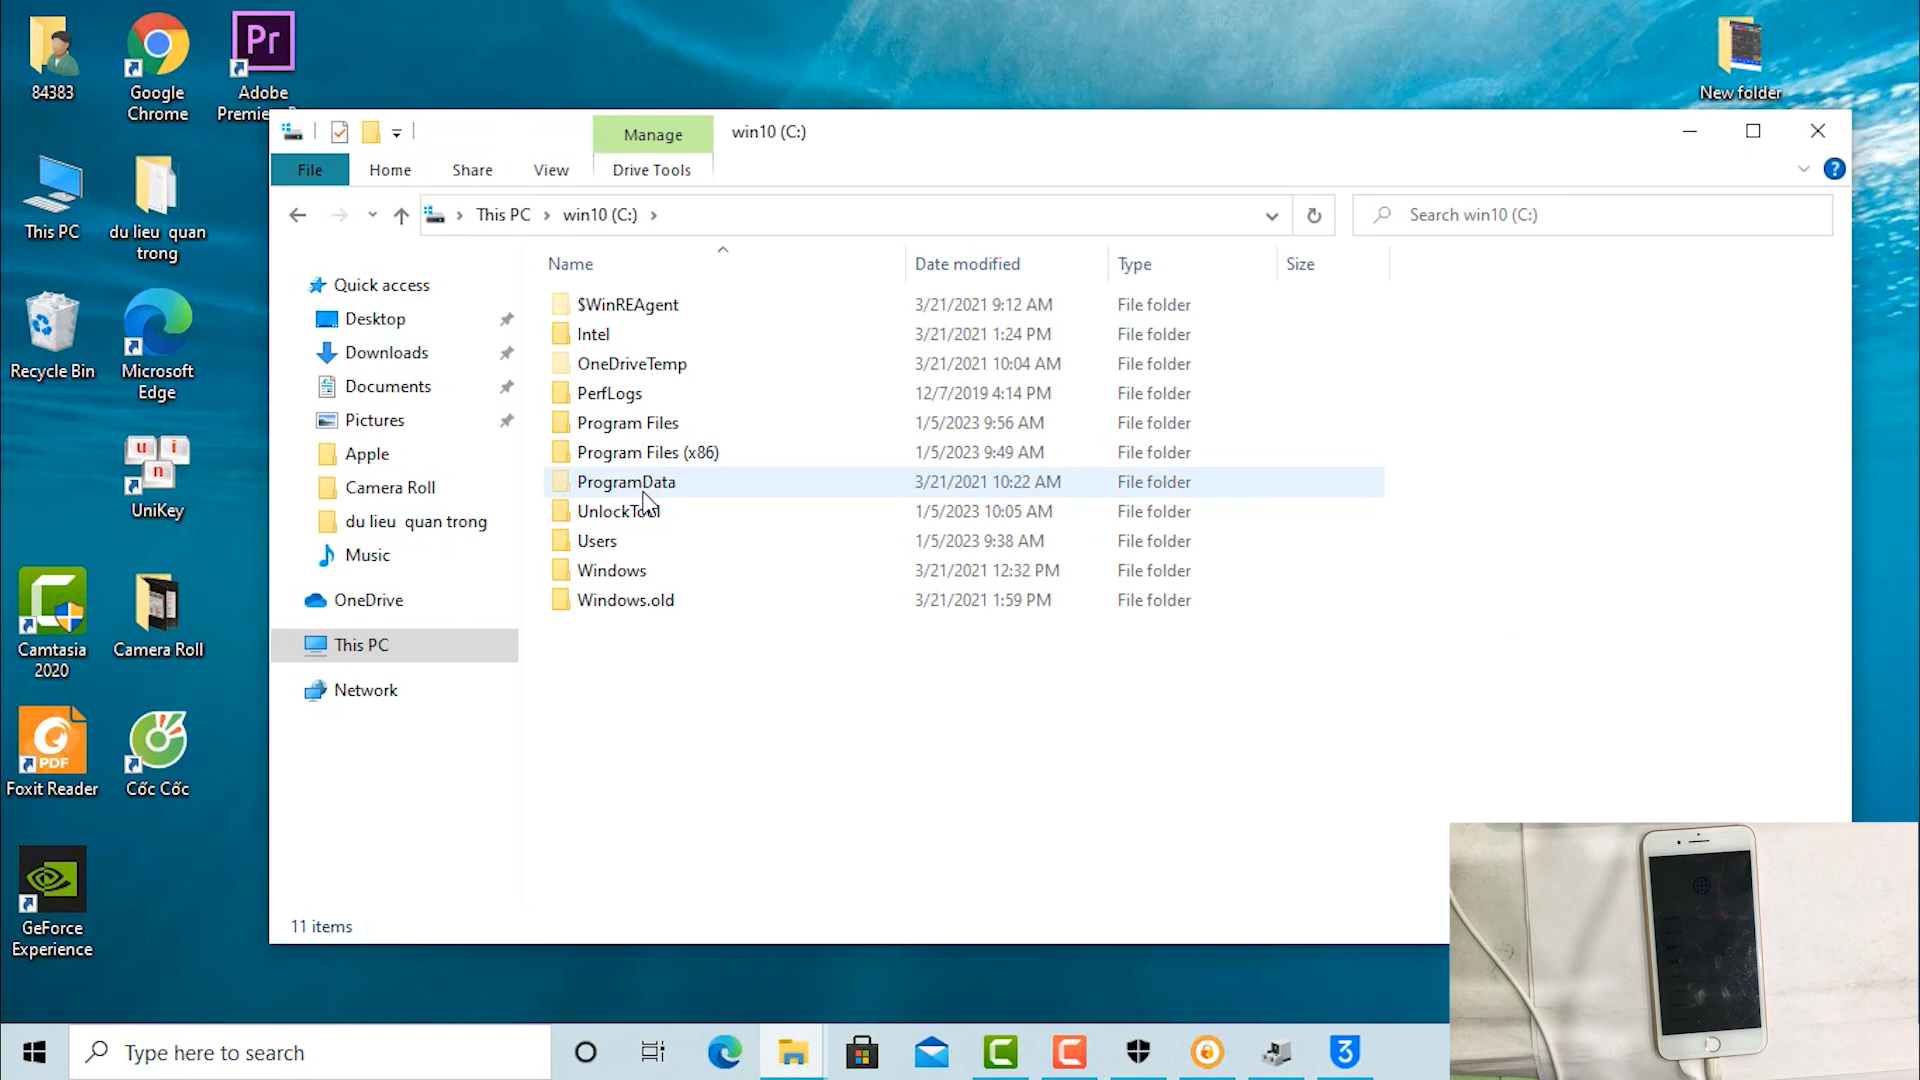 84383
Google
Chrome
Adobe
Premie
New folder
This PC
du lieu quan
trong
Recycle Bin
Microsoft
Edge
UniKey
Camtasia
2020
Camera Roll
Foxit Reader
Cốc Cốc
GeForce
Experience
Manage
win10 (C:)
File
Home
Share
View
Drive Tools
This PC
win10 (C:)
Search win10 (C:)
Name
Date modified
Type
Size
Quick access
Desktop
Downloads
Documents
Pictures
Apple
Camera Roll
du lieu quan trong
Music
OneDrive
This PC
Network
$WinREAgent 3/21/2021 9:12 AM File folder
Intel 3/21/2021 1:24 PM File folder
OneDriveTemp 3/21/2021 10:04 AM File folder
PerfLogs 12/7/2019 4:14 PM File folder
Program Files 1/5/2023 9:56 AM File folder
Program Files (x86) 1/5/2023 9:49 AM File folder
ProgramData 3/21/2021 10:22 AM File folder
UnlockTool 1/5/2023 10:05 AM File folder
Users 1/5/2023 9:38 AM File folder
Windows 3/21/2021 12:32 PM File folder
Windows.old 3/21/2021 1:59 PM File folder
11 items
Type here to search